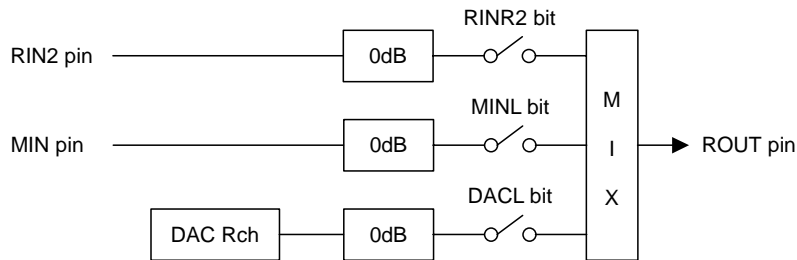 RINR2 bit
RIN2 pin
0dB
MINL bit
MIN pin
0dB
M
I
X
ROUT pin
DACL bit
DAC Rch
0dB